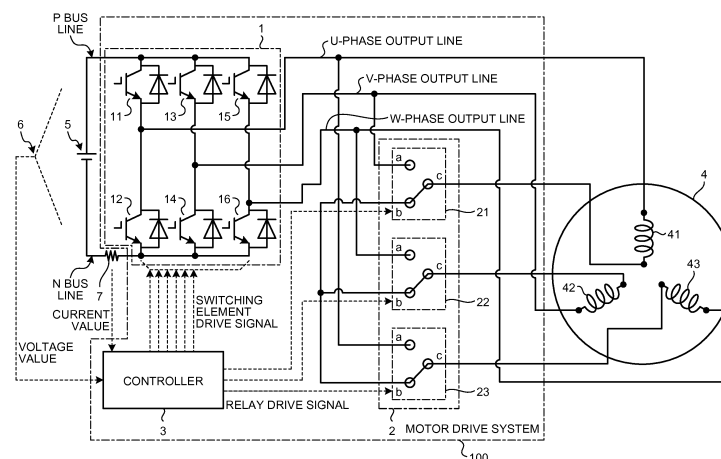 P BUS
LINE
1
U-PHASE OUTPUT LINE
V-PHASE OUTPUT LINE
W-PHASE OUTPUT LINE
6
5
11
13
15
4
a
c
b
21
12
14
16
41
N BUS
LINE
7
a
c
b
22
42
43
CURRENT
VALUE
SWITCHING
ELEMENT
DRIVE SIGNAL
VOLTAGE
VALUE
a
c
b
23
CONTROLLER
RELAY DRIVE SIGNAL
3
2
MOTOR DRIVE SYSTEM
100